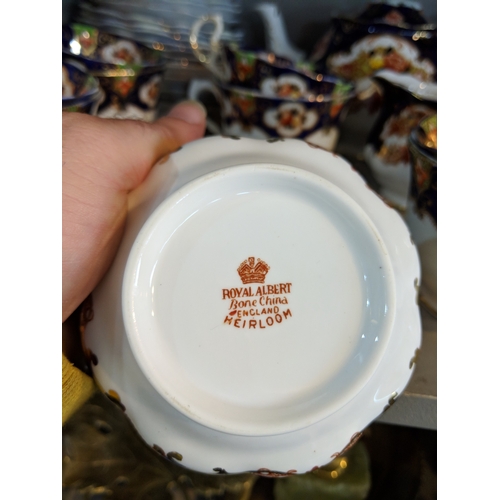 ROYAL ALBERT
Bone China
ENGLAND
HEIRLOOM